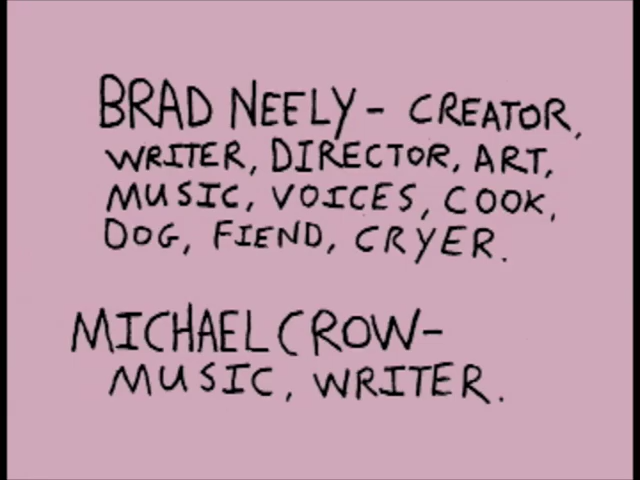 BRAD NEELY - CREATOR,
WRITER, DIRECTOR, ART,
MUSIC, VOICES, COOK,
DOG, FIEND, CRYER.
MICHAEL CROW-
MUSIC, WRITER.